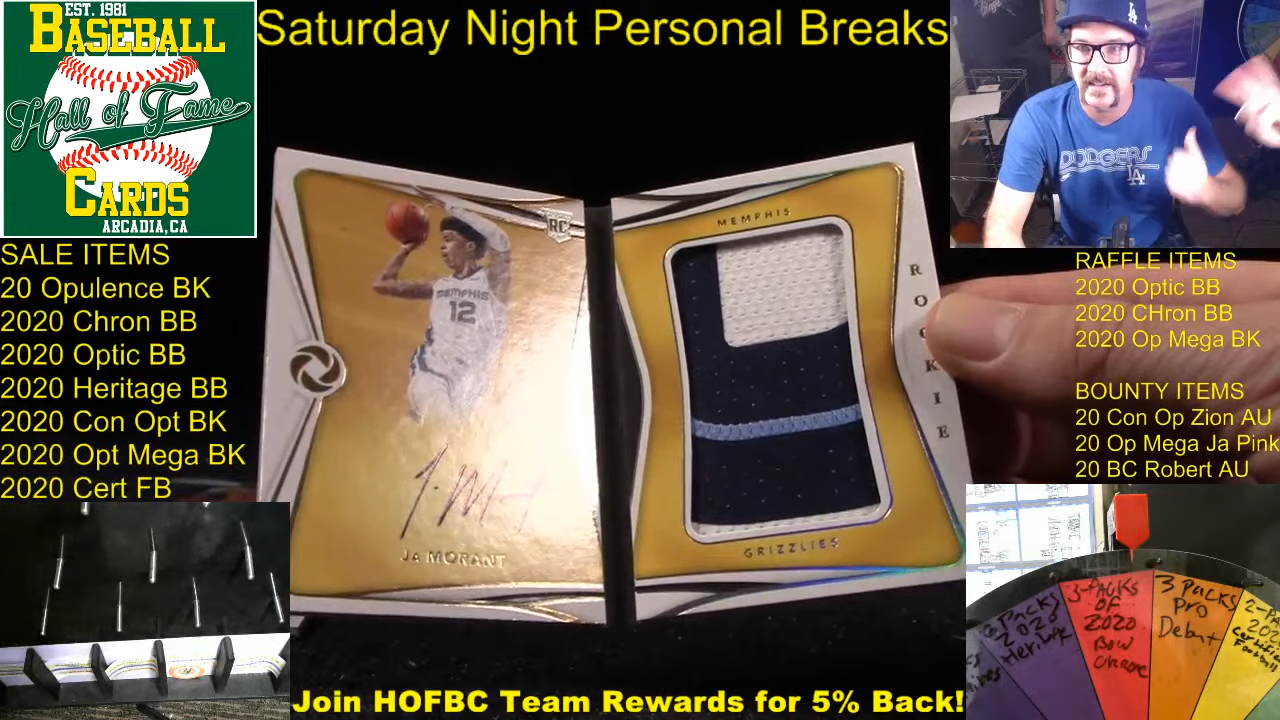 EST. 1981
BASEBALL
Hall of Fame
CARDS
ARCADIA, CA
Saturday Night Personal Breaks
SALE ITEMS
20 Opulence BK
2020 Chron BB
2020 Optic BB
2020 Heritage BB
2020 Con Opt BK
2020 Opt Mega BK
2020 Cert FB
RC
MEMPHIS
12
JA MORANT
MEMPHIS
ROOKIE
GRIZZLIES
DODGERS
LA
RAFFLE ITEMS
2020 Optic BB
2020 CHron BB
2020 Op Mega BK
BOUNTY ITEMS
20 Con Op Zion AU
20 Op Mega Ja Pink
20 BC Robert AU
Packs
2020
Heritage
3-PACKS
OF
2020
Bow
Chrome
3 PACKS
Pro
Debut
Football
Join HOFBC Team Rewards for 5% Back!